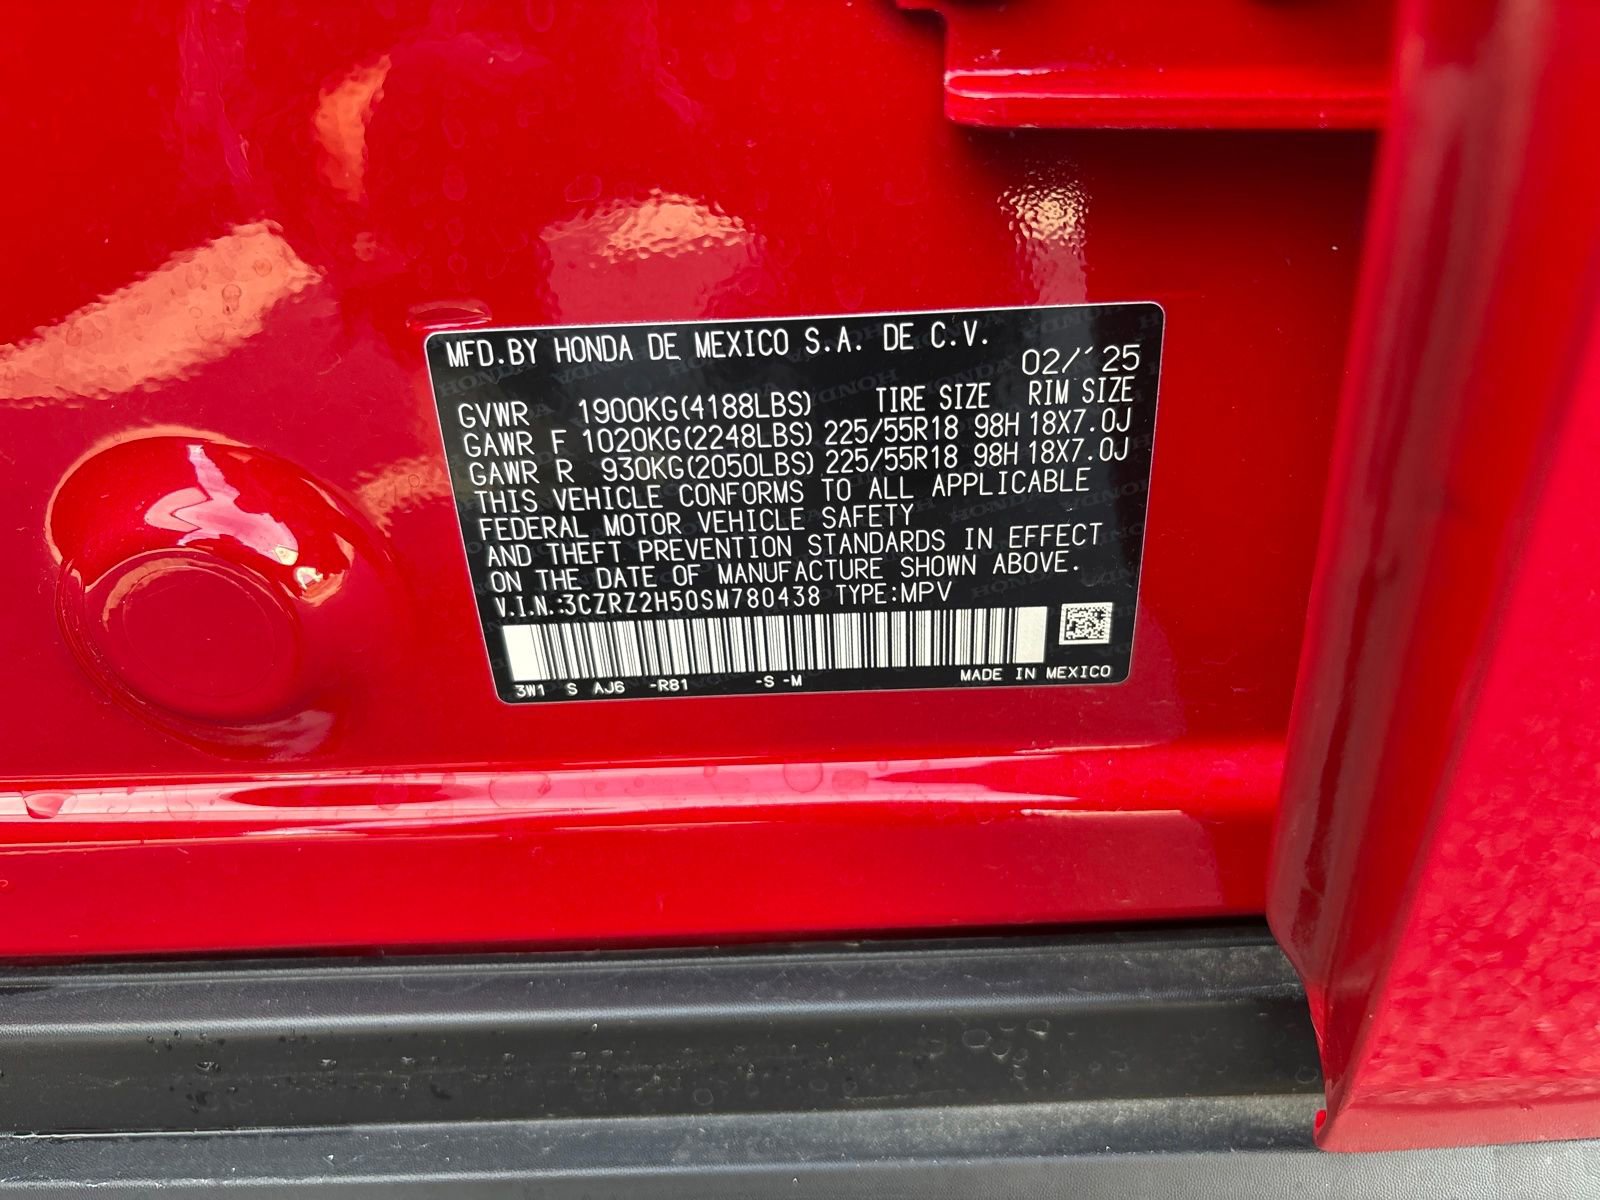 MFD.BY HONDA DE MEXICO S.A. DE C.V.
02/´25
GVWR 1900KG(4188LBS) TIRE SIZE RIM SIZE
GAWR F 1020KG(2248LBS) 225/55R18 98H 18X7.0J
GAWR R 930KG(2050LBS) 225/55R18 98H 18X7.0J
THIS VEHICLE CONFORMS TO ALL APPLICABLE
FEDERAL MOTOR VEHICLE SAFETY
AND THEFT PREVENTION STANDARDS IN EFFECT
ON THE DATE OF MANUFACTURE SHOWN ABOVE.
V.I.N.:3CZRZ2H50SM780438 TYPE:MPV
3W1 S AJ6 -R81 -S -M MADE IN MEXICO